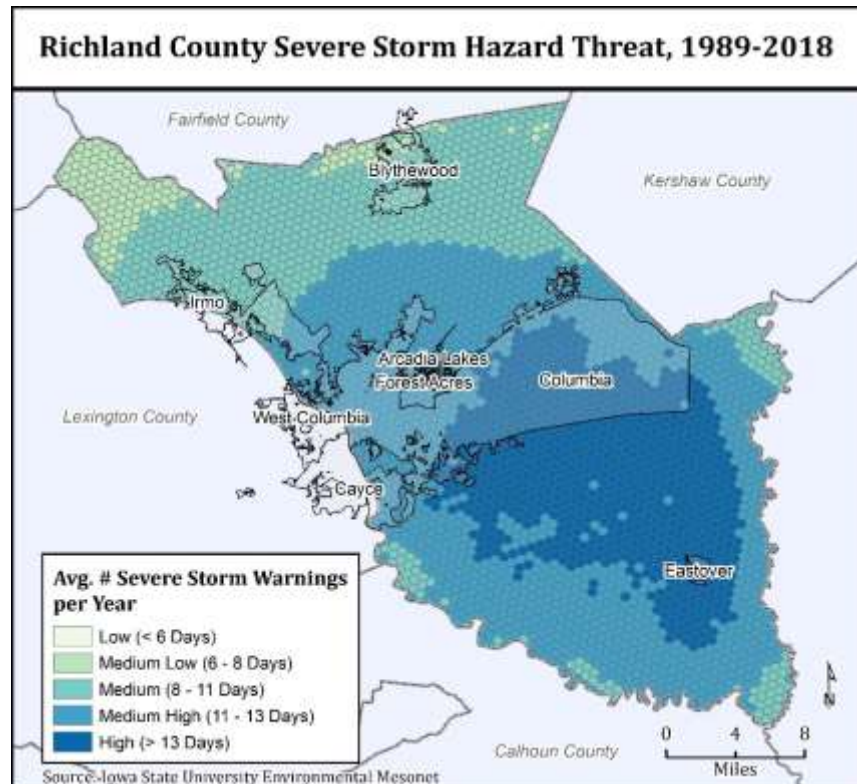 Richland County Severe Storm Hazard Threat, 1989-2018
Fairfield County
Blythewood
Kershaw County
Irmo
Arcadia Lakes
Forest Acres
Columbia
Lexington County
West Columbia
Cayce
Eastover
Avg. # Severe Storm Warnings
per Year
Low (< 6 Days)
Medium Low (6 - 8 Days)
Medium (8 - 11 Days)
Medium High (11 - 13 Days)
High (> 13 Days)
N
0 4 8
Miles
Calhoun County
Source:Iowa State University Environmental Mesonet